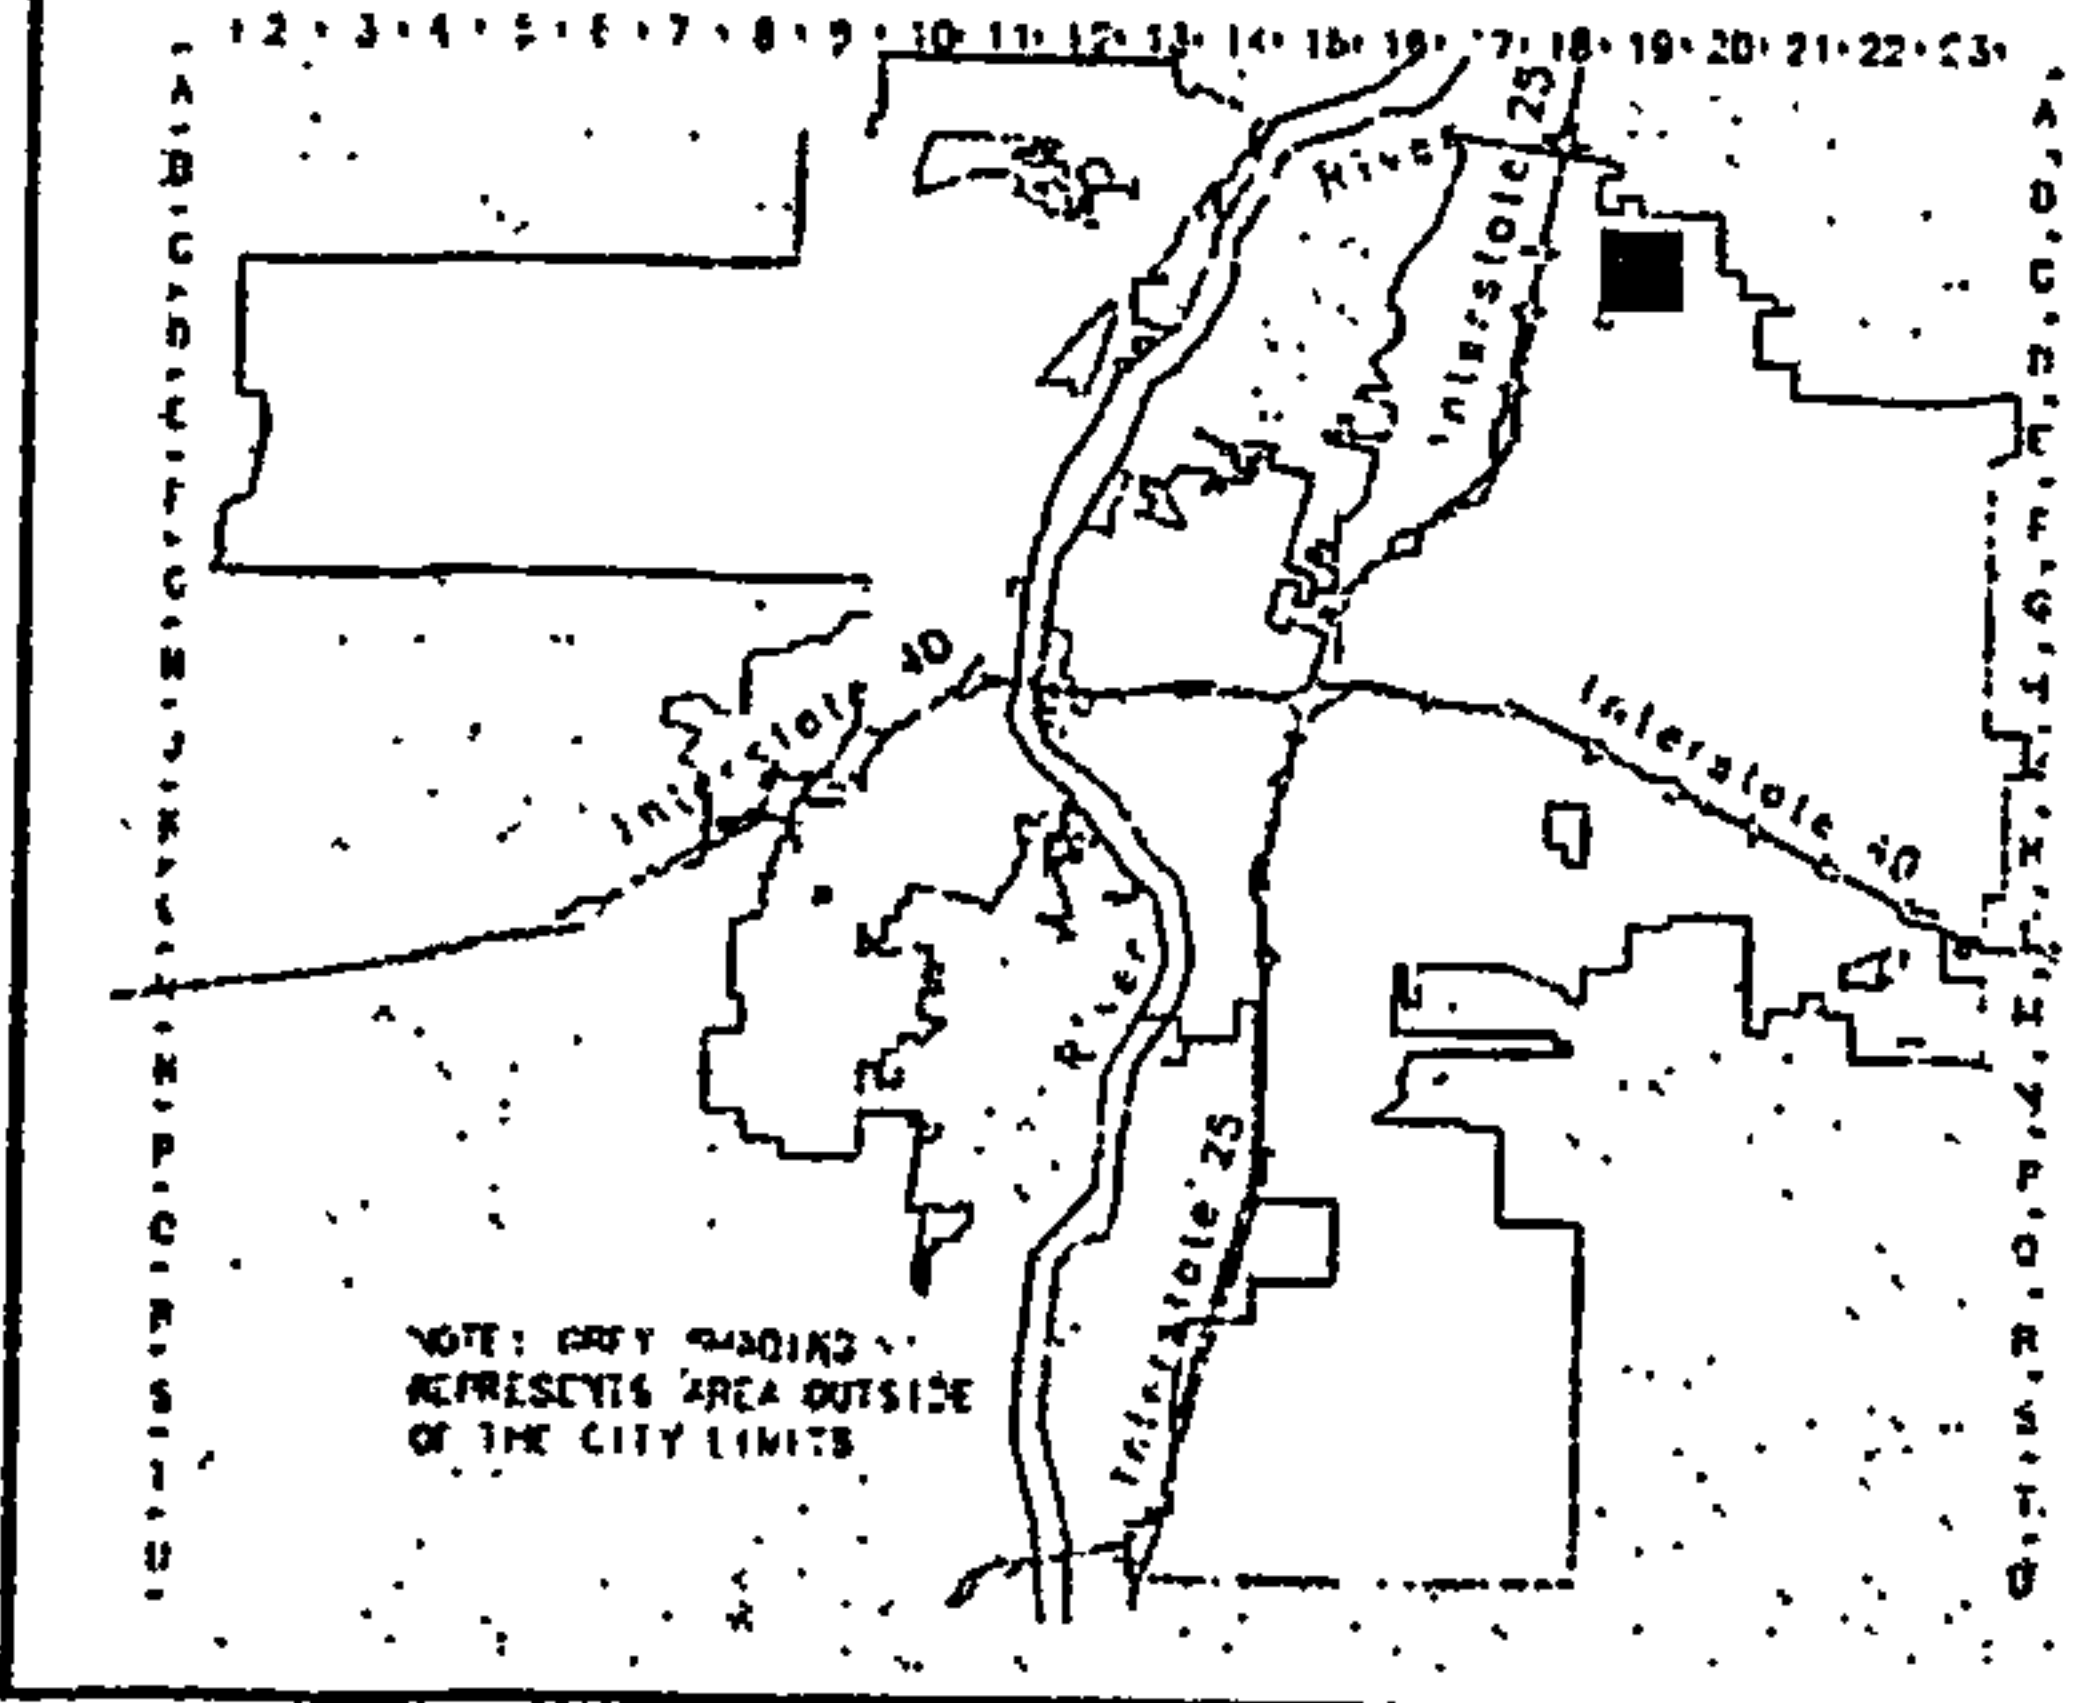 2 3 4 5 6 7 8 9 10 11 12 13 14 15 16 17 18 19 20 21 22 23
A
B
C
D
E
F
G
H
J
K
L
M
N
P
Q
R
S
T
U
River
Interstate 25
Interstate 40
Interstate 40
River
Interstate 25
NOTE: GREY SHADING
REPRESENTS AREA OUTSIDE
OF THE CITY LIMITS
A
B
C
D
E
F
G
H
J
K
L
M
N
P
Q
R
S
T
U